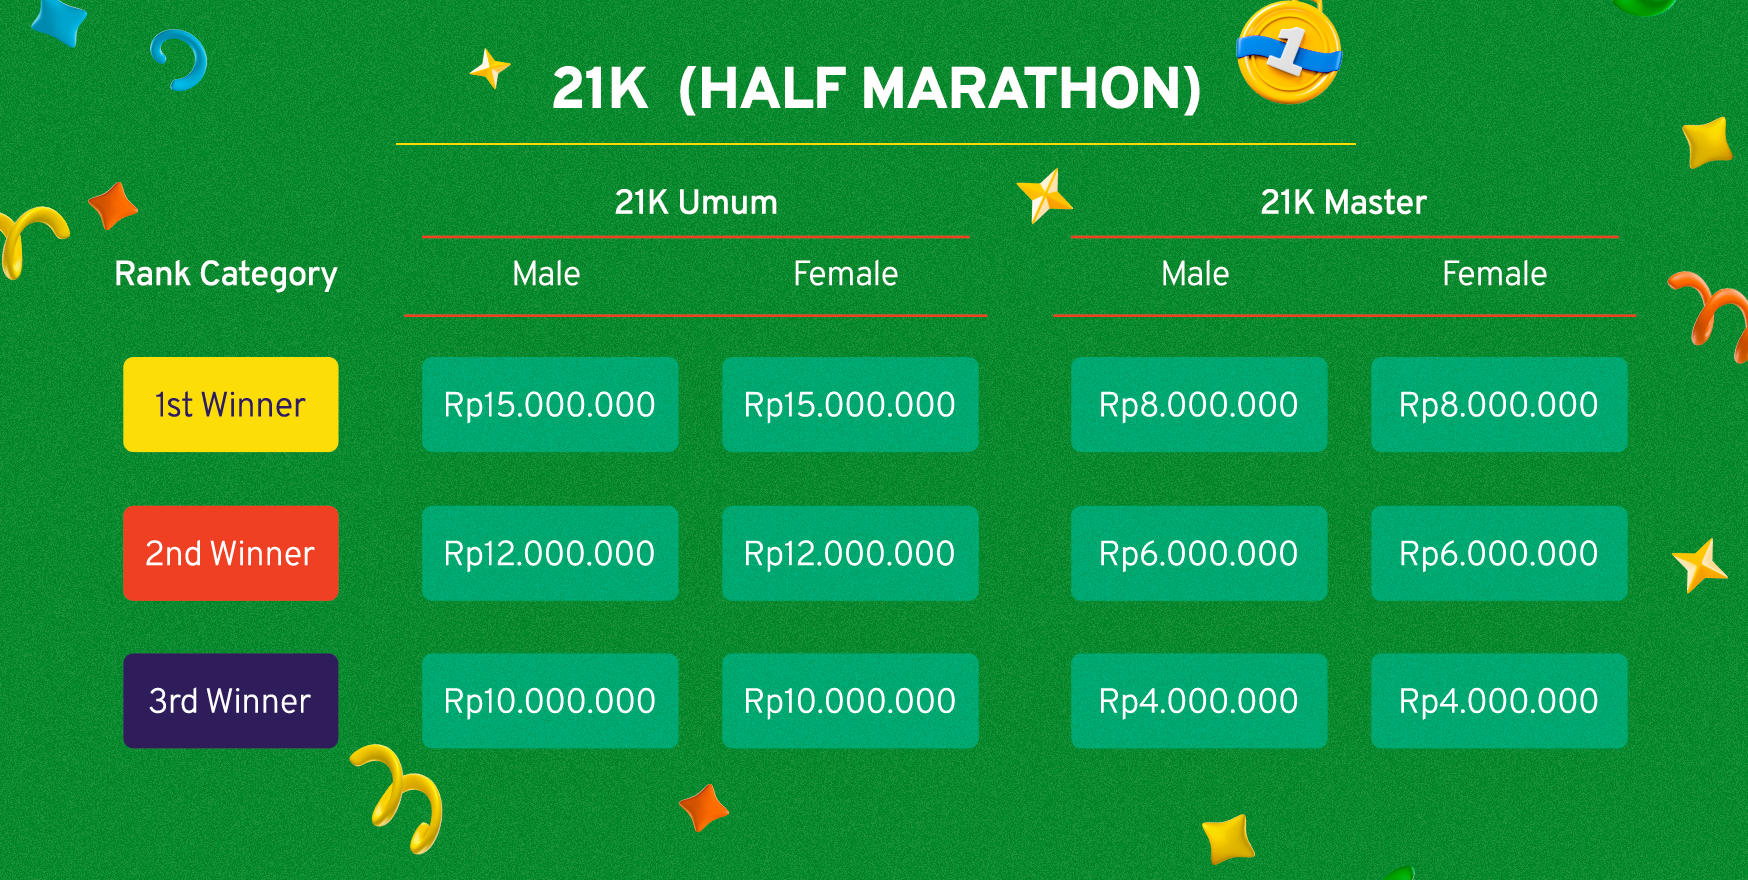 21K (HALF MARATHON)
1
21K Umum 21K Master
Rank Category Male Female Male Female
1st Winner Rp15.000.000 Rp15.000.000 Rp8.000.000 Rp8.000.000
2nd Winner Rp12.000.000 Rp12.000.000 Rp6.000.000 Rp6.000.000
3rd Winner Rp10.000.000 Rp10.000.000 Rp4.000.000 Rp4.000.000